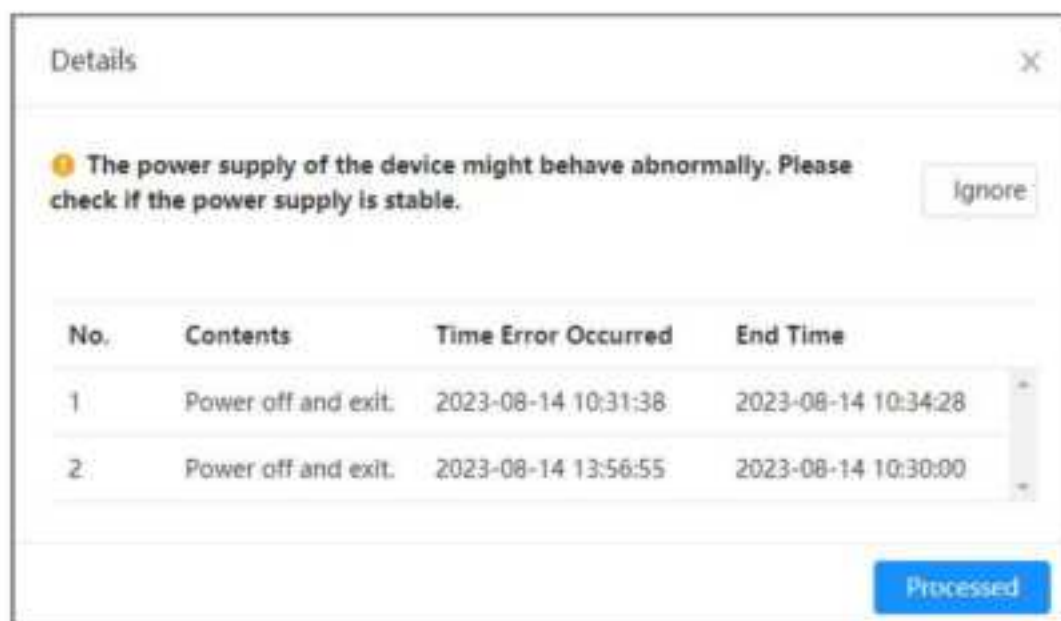 Details
The power supply of the device might behave abnormally. Please
check if the power supply is stable.
Ignore
No. Contents Time Error Occurred End Time
1 Power off and exit. 2023-08-14 10:31:38 2023-08-14 10:34:28
2 Power off and exit. 2023-08-14 13:56:55 2023-08-14 10:30:00
Processed